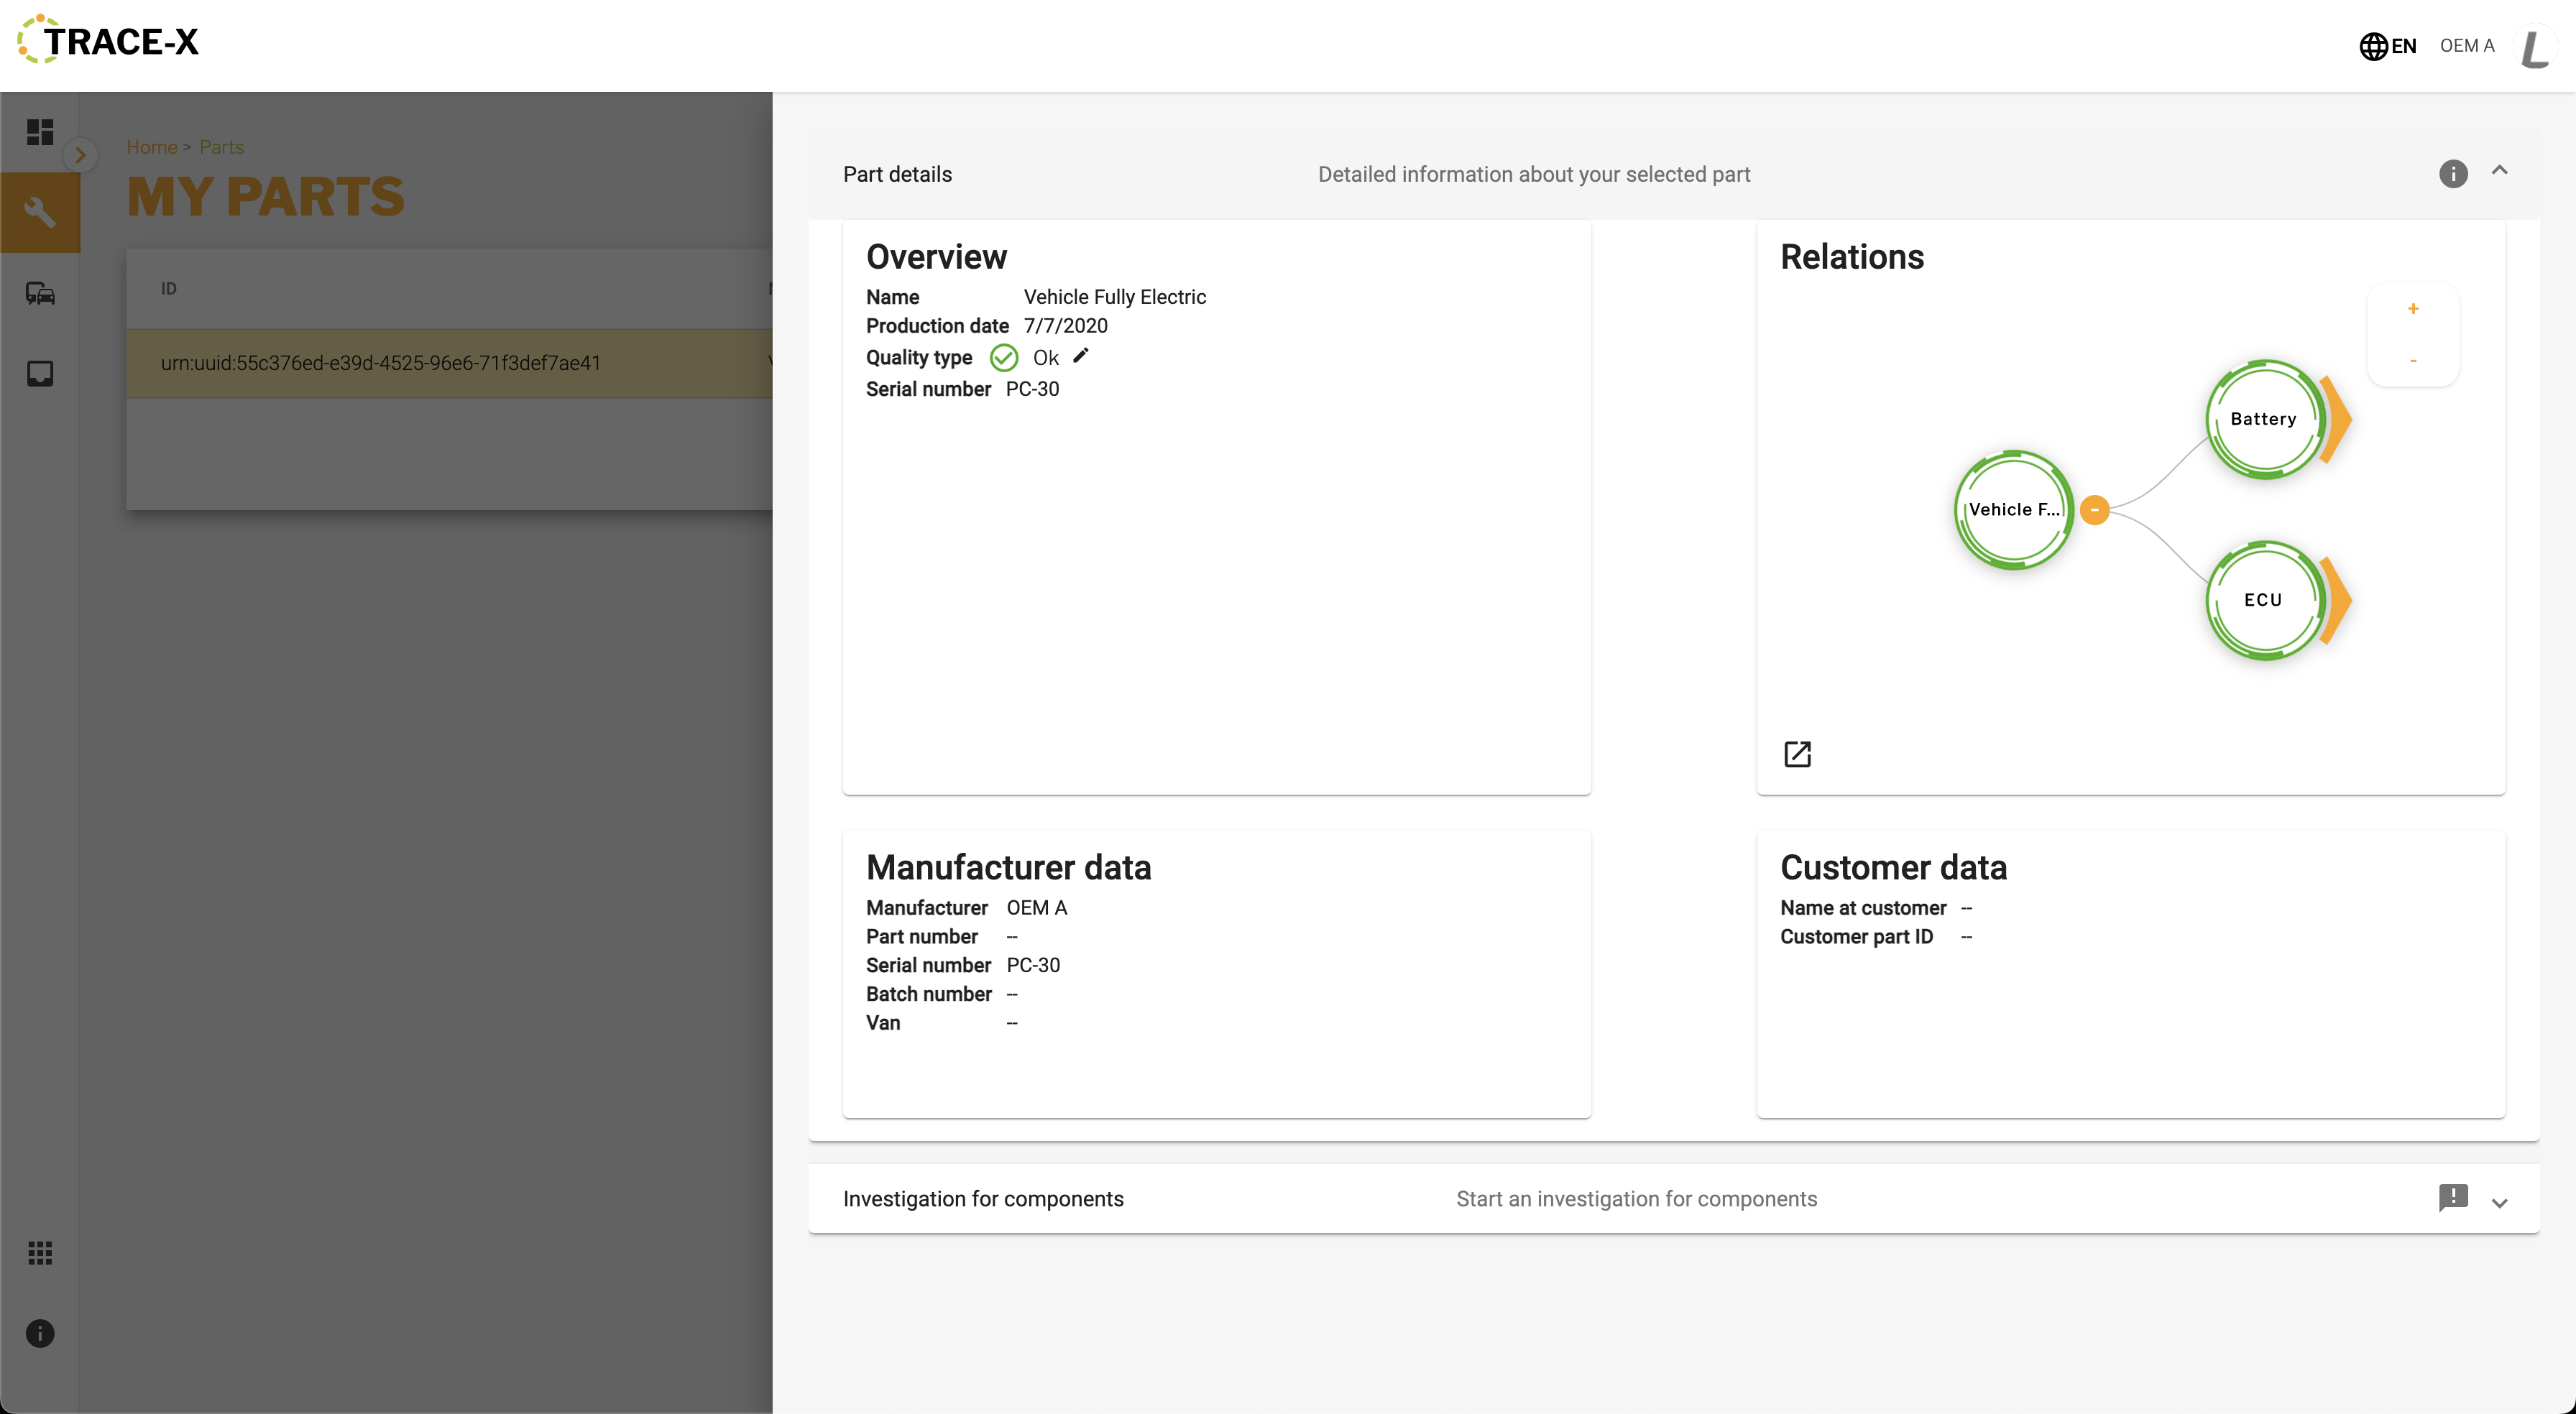 TRACE-X
EN OEM A
Home > Parts
MY PARTS
ID
urn:uuid:55c376ed-e39d-4525-96e6-71f3def7ae41
Part details Detailed information about your selected part
Overview
Name Vehicle Fully Electric
Production date 7/7/2020
Quality type Ok
Serial number PC-30
Relations
+
-
Battery
Vehicle F... -
ECU
Manufacturer data
Manufacturer OEM A
Part number --
Serial number PC-30
Batch number --
Van --
Customer data
Name at customer --
Customer part ID --
Investigation for components Start an investigation for components